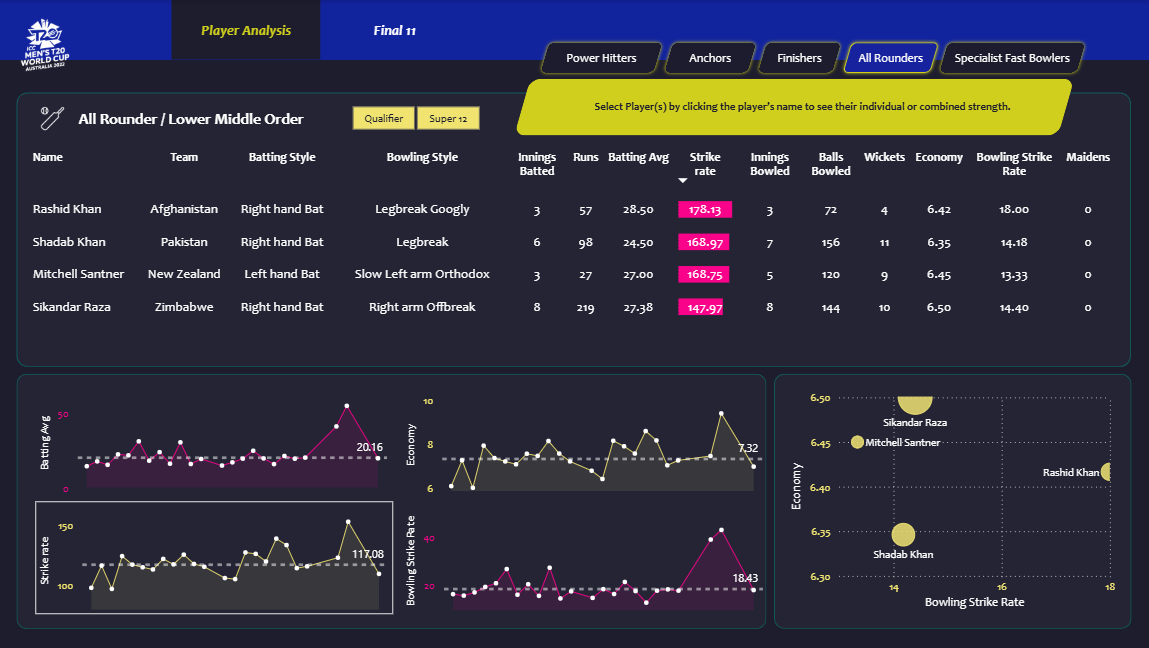 Player Analysis
Final 11
ICC
MEN'S T20
WORLD CUP
AUSTRALIA 2022
Power Hitters
Anchors
Finishers
All Rounders
Specialist Fast Bowlers
Select Player(s) by clicking the player's name to see their individual or combined strength.
All Rounder / Lower Middle Order
Qualifier
Super 12
Name Team Batting Style Bowling Style Innings Batted Runs Batting Avg Strike rate Innings Bowled Balls Bowled Wickets Economy Bowling Strike Rate Maidens
Rashid Khan Afghanistan Right hand Bat Legbreak Googly 3 57 28.50 178.13 3 72 4 6.42 18.00 0
Shadab Khan Pakistan Right hand Bat Legbreak 6 98 24.50 168.97 7 156 11 6.35 14.18 0
Mitchell Santner New Zealand Left hand Bat Slow Left arm Orthodox 3 27 27.00 168.75 5 120 9 6.45 13.33 0
Sikandar Raza Zimbabwe Right hand Bat Right arm Offbreak 8 219 27.38 147.97 8 144 10 6.50 14.40 0
Batting Avg
50
0
20.16
Economy
10
8
6
7.32
Strike rate
150
100
117.08
Bowling Strike Rate
40
20
18.43
Economy
6.50
6.45
6.40
6.35
6.30
Sikandar Raza
Mitchell Santner
Rashid Khan
Shadab Khan
14
16
18
Bowling Strike Rate